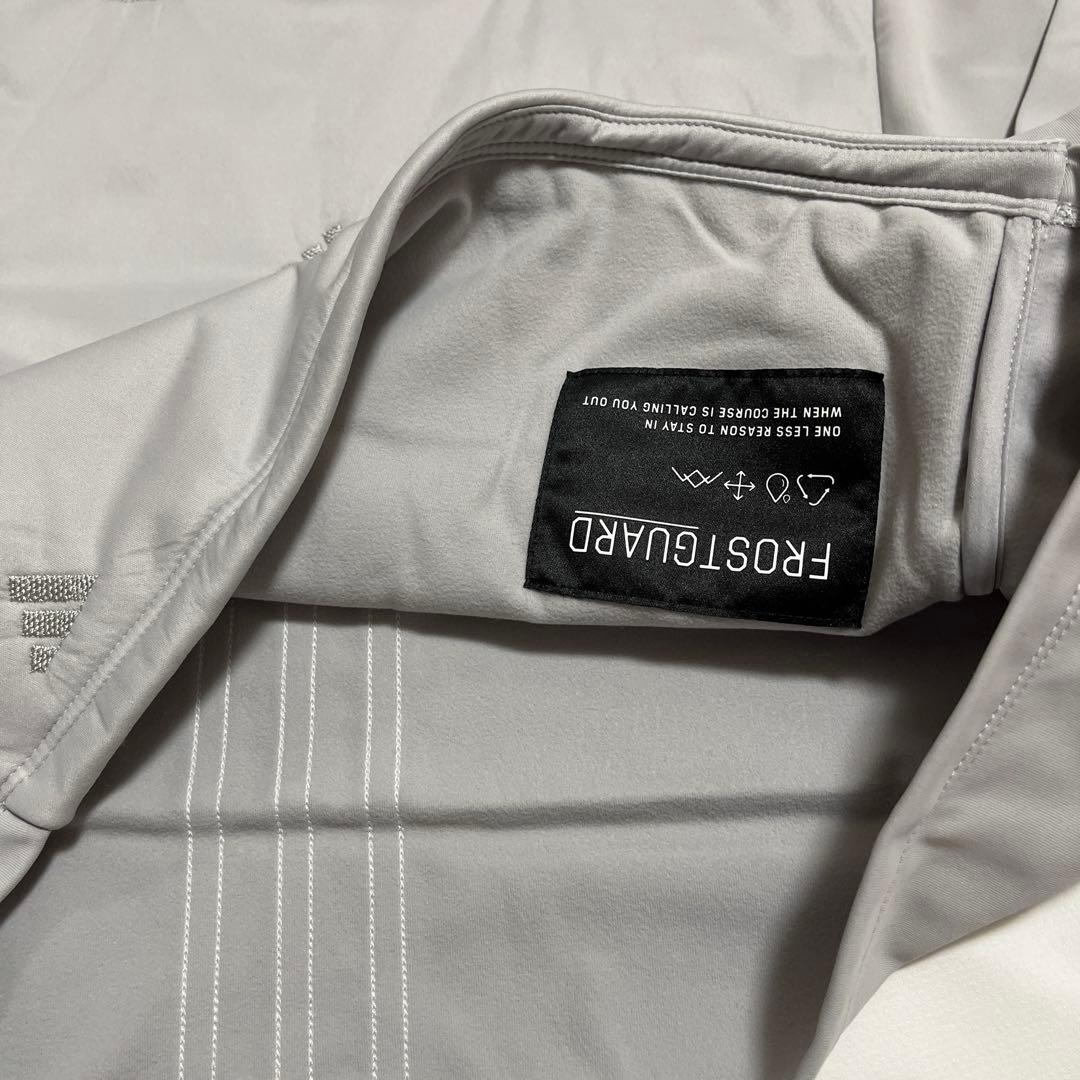 FROSTGUARD
ONE LESS REASON TO STAY IN
WHEN THE COURSE IS CALLING YOU OUT